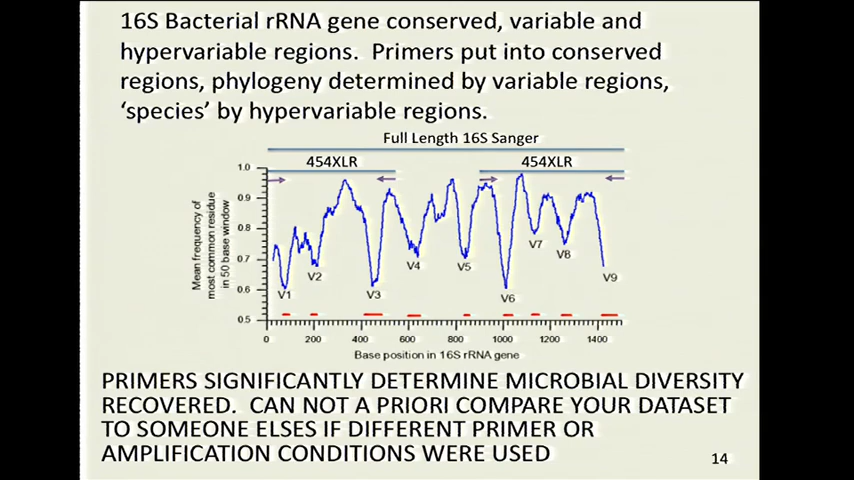 16S Bacterial rRNA gene conserved, variable and
hypervariable regions.  Primers put into conserved
regions, phylogeny determined by variable regions,
‘species’ by hypervariable regions.
Full Length 16S Sanger
454XLR
454XLR
Mean frequency of
most common residue
in 50 base window
1.0
0.9
0.8
0.7
0.6
0.5
V1
V2
V3
V4
V5
V6
V7
V8
V9
0 200 400 600 800 1000 1200 1400
Base position in 16S rRNA gene
PRIMERS SIGNIFICANTLY DETERMINE MICROBIAL DIVERSITY
RECOVERED.  CAN NOT A PRIORI COMPARE YOUR DATASET
TO SOMEONE ELSES IF DIFFERENT PRIMER OR
AMPLIFICATION CONDITIONS WERE USED
14